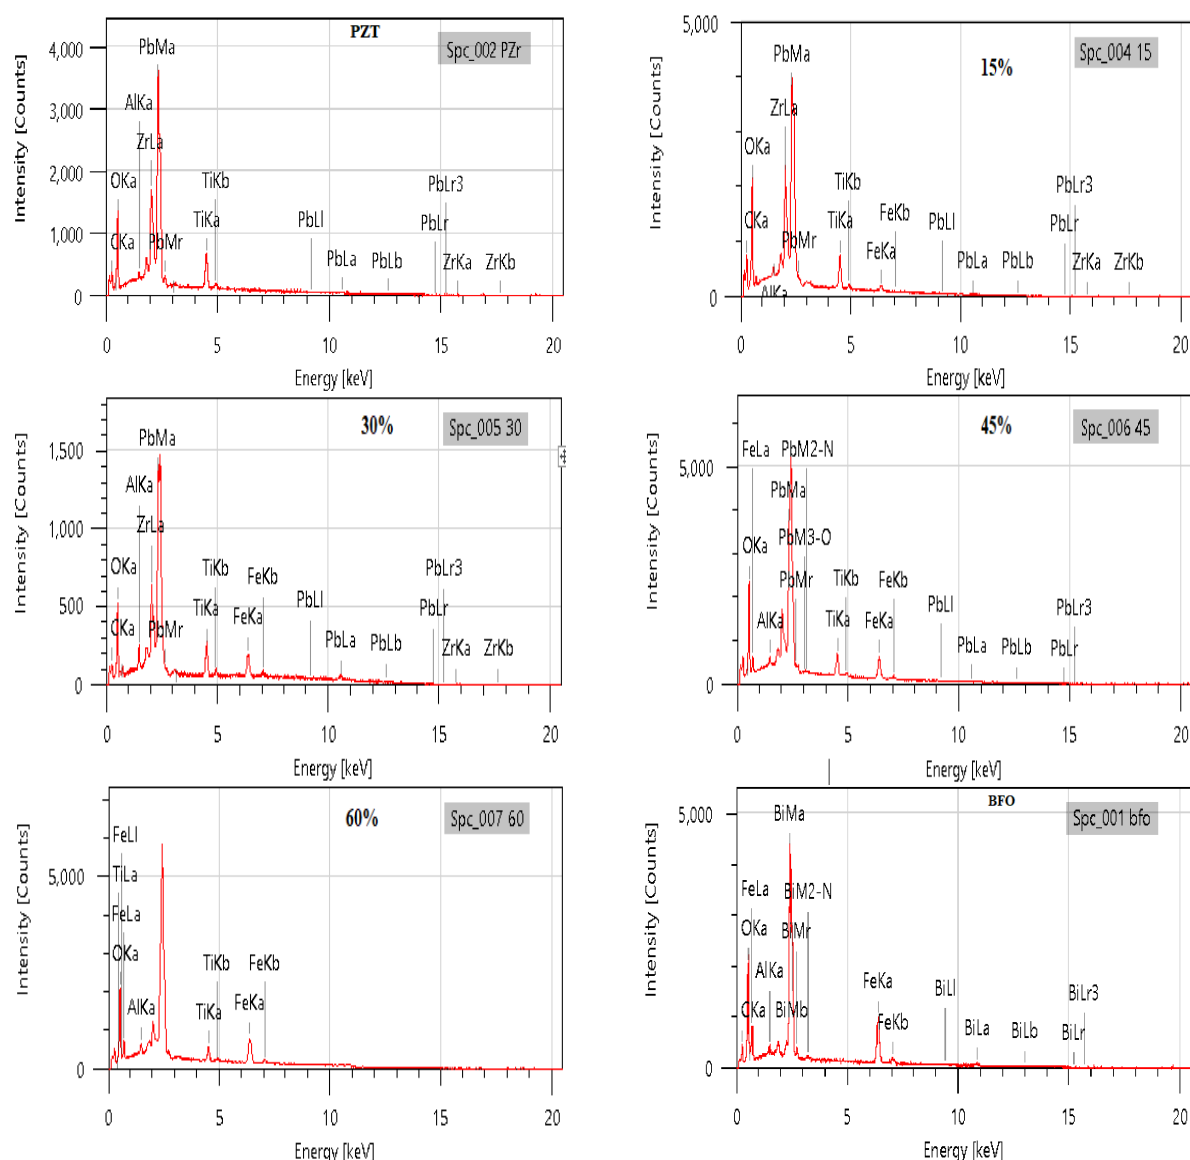 PZT
Spc_002 PZr
Intensity [Counts]
4,000
3,000
2,000
1,000
0
PbMa
AlKa
ZrLa
OKa
CKa
PbMr
TiKb
TiKa
PbLl
PbLa
PbLb
PbLr3
PbLr
ZrKa
ZrKb
0 5 10 15 20
Energy [keV]
15%
Spc_004 15
Intensity [Counts]
5,000
0
PbMa
ZrLa
OKa
CKa
PbMr
AlKa
TiKb
TiKa
FeKb
FeKa
PbLl
PbLa
PbLb
PbLr3
PbLr
ZrKa
ZrKb
0 5 10 15 20
Energy [keV]
30%
Spc_005 30
Intensity [Counts]
1,500
1,000
500
0
PbMa
AlKa
ZrLa
OKa
CKa
PbMr
TiKb
TiKa
FeKb
FeKa
PbLl
PbLa
PbLb
PbLr3
PbLr
ZrKa
ZrKb
0 5 10 15 20
Energy [keV]
45%
Spc_006 45
Intensity [Counts]
5,000
0
FeLa
PbM2-N
PbMa
OKa
PbM3-O
PbMr
AlKa
TiKb
TiKa
FeKb
FeKa
PbLl
PbLa
PbLb
PbLr3
PbLr
0 5 10 15 20
Energy [keV]
60%
Spc_007 60
Intensity [Counts]
5,000
0
FeLl
TiLa
FeLa
OKa
AlKa
TiKb
TiKa
FeKb
FeKa
0 5 10 15 20
Energy [keV]
BFO
Spc_001 bfo
Intensity [Counts]
5,000
0
BiMa
FeLa
BiM2-N
OKa
BiMr
AlKa
CKa
BiMb
FeKa
FeKb
BiLl
BiLa
BiLb
BiLr3
BiLr
0 5 10 15 20
Energy [keV]